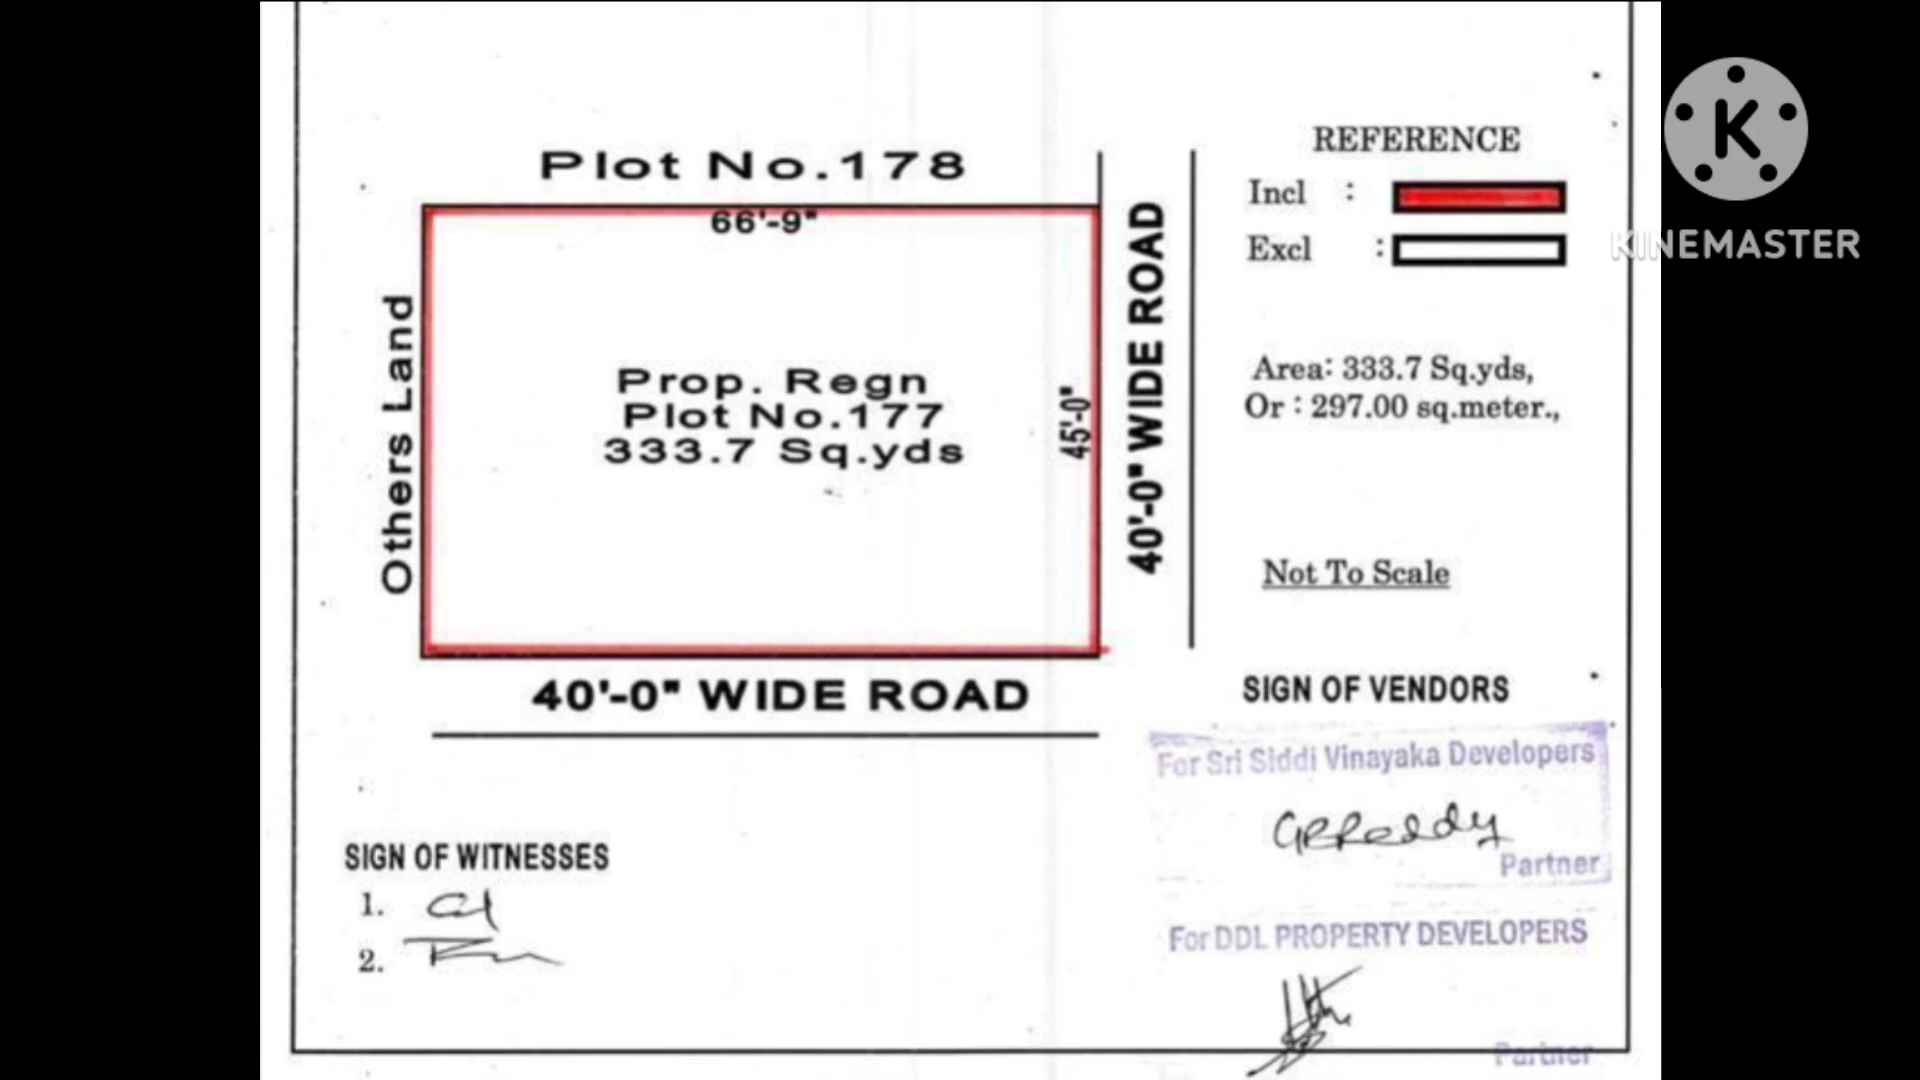 Plot No.178
66'-9"
Others Land
Prop. Regn
Plot No.177
333.7 Sq.yds
45'-0"
40'-0" WIDE ROAD
40'-0" WIDE ROAD
REFERENCE
Incl :
Excl :
Area: 333.7 Sq.yds,
Or : 297.00 sq.meter.,
Not To Scale
SIGN OF VENDORS
For Sri Siddi Vinayaka Developers
GPReddy
Partner
For DDL PROPERTY DEVELOPERS
Partner
SIGN OF WITNESSES
1.
2.
K
KINEMASTER